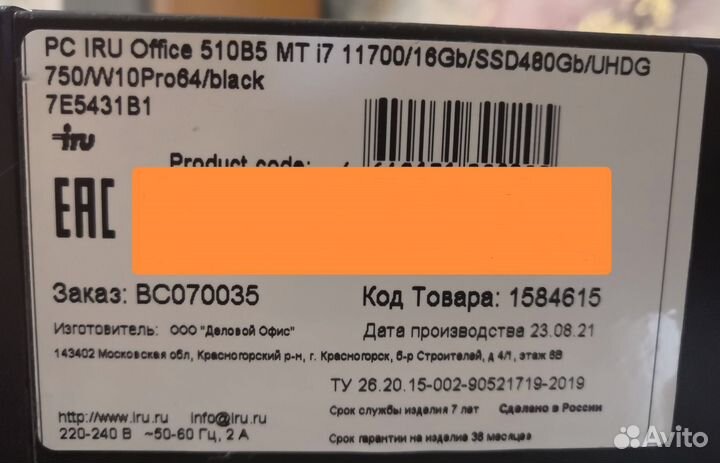 PC IRU Office 510B5 MT i7 11700/16Gb/SSD480Gb/UHDG
750/W10Pro64/black
7E5431B1
iru
Product code:
EAC
Заказ: BC070035
Код Товара: 1584615
Изготовитель: ООО "Деловой Офис"
Дата производства 23.08.21
143402 Московская обл, Красногорский р-н, г. Красногорск, б-р Строителей, д 4/1, этаж 8В
ТУ 26.20.15-002-90521719-2019
http://www.iru.ru info@iru.ru
Срок службы изделия 7 лет Сделано в России
220-240 В ~50-60 Гц, 2 А
Срок гарантии на изделие 36 месяцев
Avito